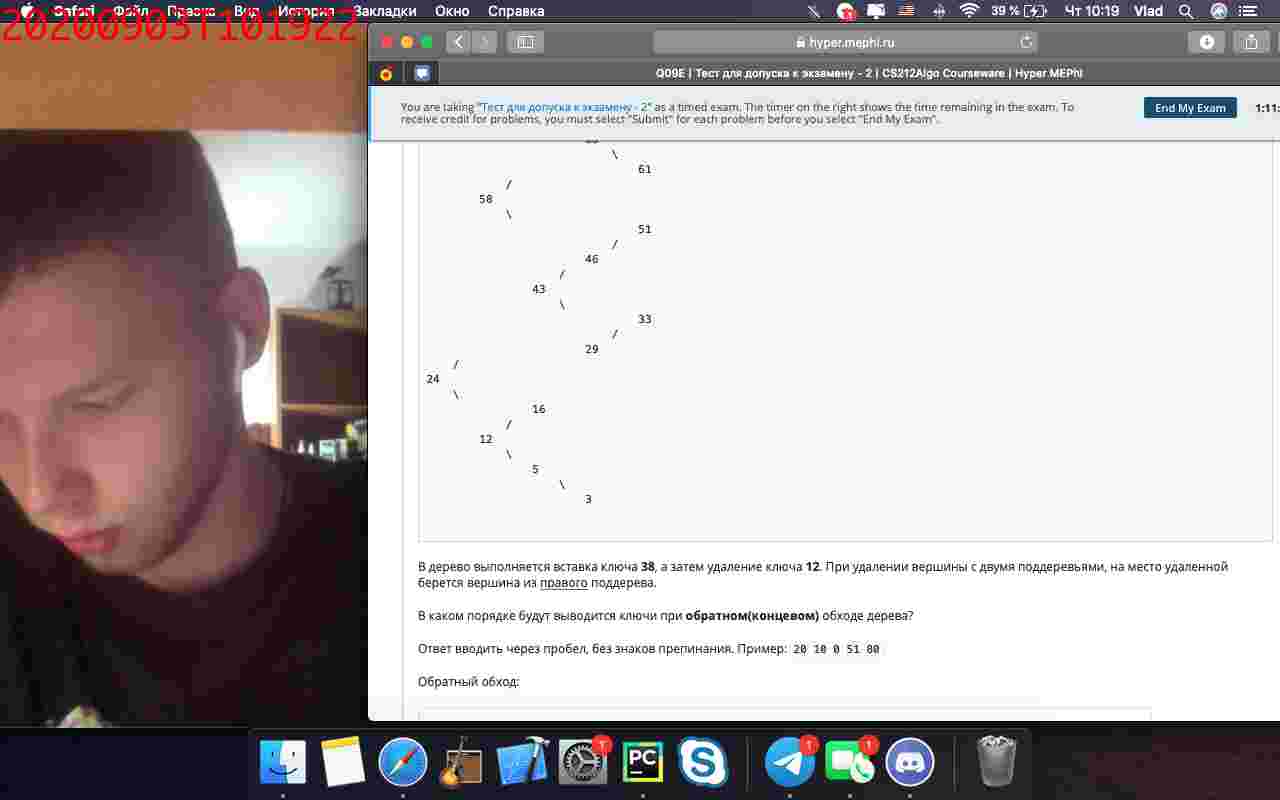 Safari Файл Правка Вид История Закладки Окно Справка 39 % Чт 10:19 Vlad
20200903T101922
hyper.mephi.ru
Q09E | Тест для допуска к экзамену - 2 | CS212Algo Courseware | Hyper.MEPhI
You are taking "Тест для допуска к экзамену - 2" as a timed exam. The timer on the right shows the time remaining in the exam. To
receive credit for problems, you must select "Submit" for each problem before you select "End My Exam".
End My Exam
1:11:
\
61
/
58
\
51
/
46
/
43
\
33
/
29
/
24
\
16
/
12
\
5
\
3
В дерево выполняется вставка ключа 38, а затем удаление ключа 12. При удалении вершины с двумя поддеревьями, на место удаленной
берется вершина из правого поддерева.
В каком порядке будут выводится ключи при обратном(концевом) обходе дерева?
Ответ вводить через пробел, без знаков препинания. Пример: 20 10 0 51 80
Обратный обход:
1
PC
1
1